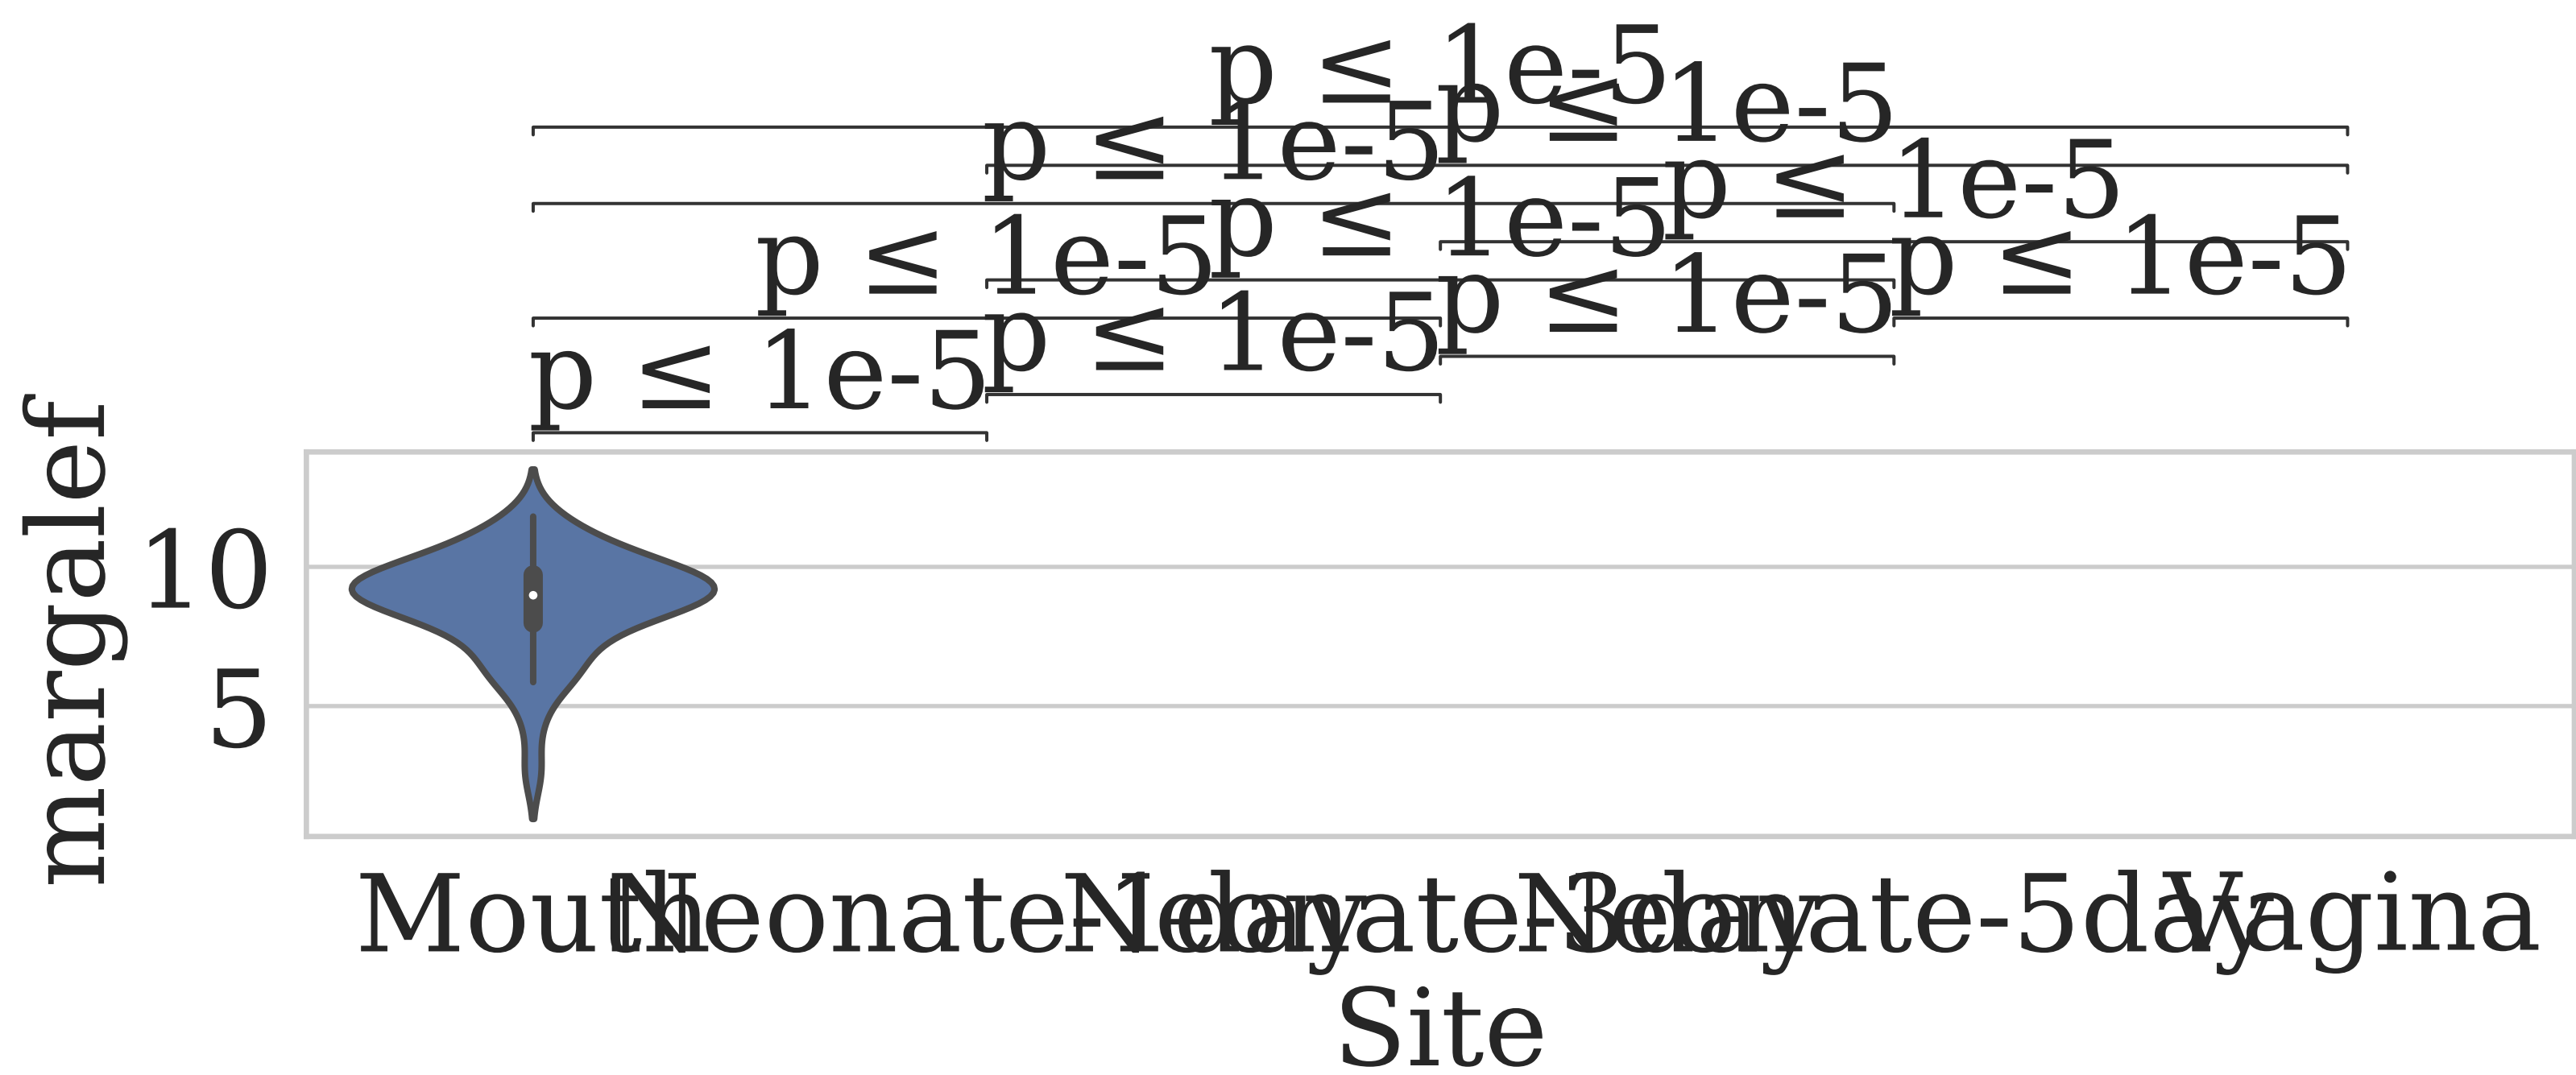 p ≤ 1e-5
p ≤ 1e-5
p ≤ 1e-5
p ≤ 1e-5
p ≤ 1e-5
p ≤ 1e-5
p ≤ 1e-5
p ≤ 1e-5
p ≤ 1e-5
p ≤ 1e-5
margalef
10
5
Mouth
Neonate-1day
Neonate-3day
Neonate-5day
Vagina
Site